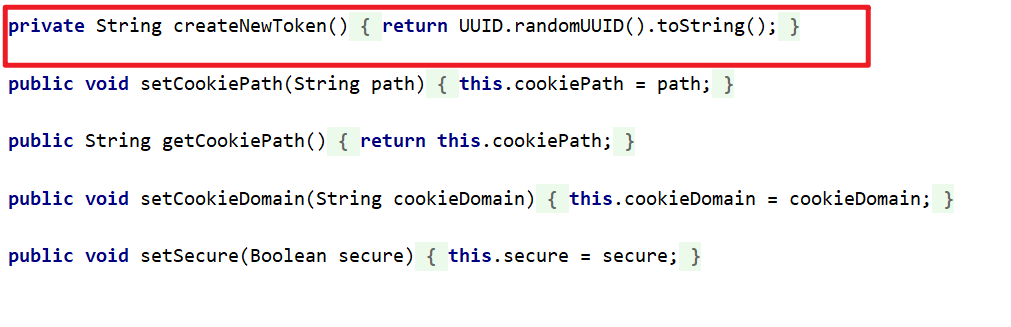 private String createNewToken() { return UUID.randomUUID().toString(); }
public void setCookiePath(String path) { this.cookiePath = path; }
public String getCookiePath() { return this.cookiePath; }
public void setCookieDomain(String cookieDomain) { this.cookieDomain = cookieDomain; }
public void setSecure(Boolean secure) { this.secure = secure; }